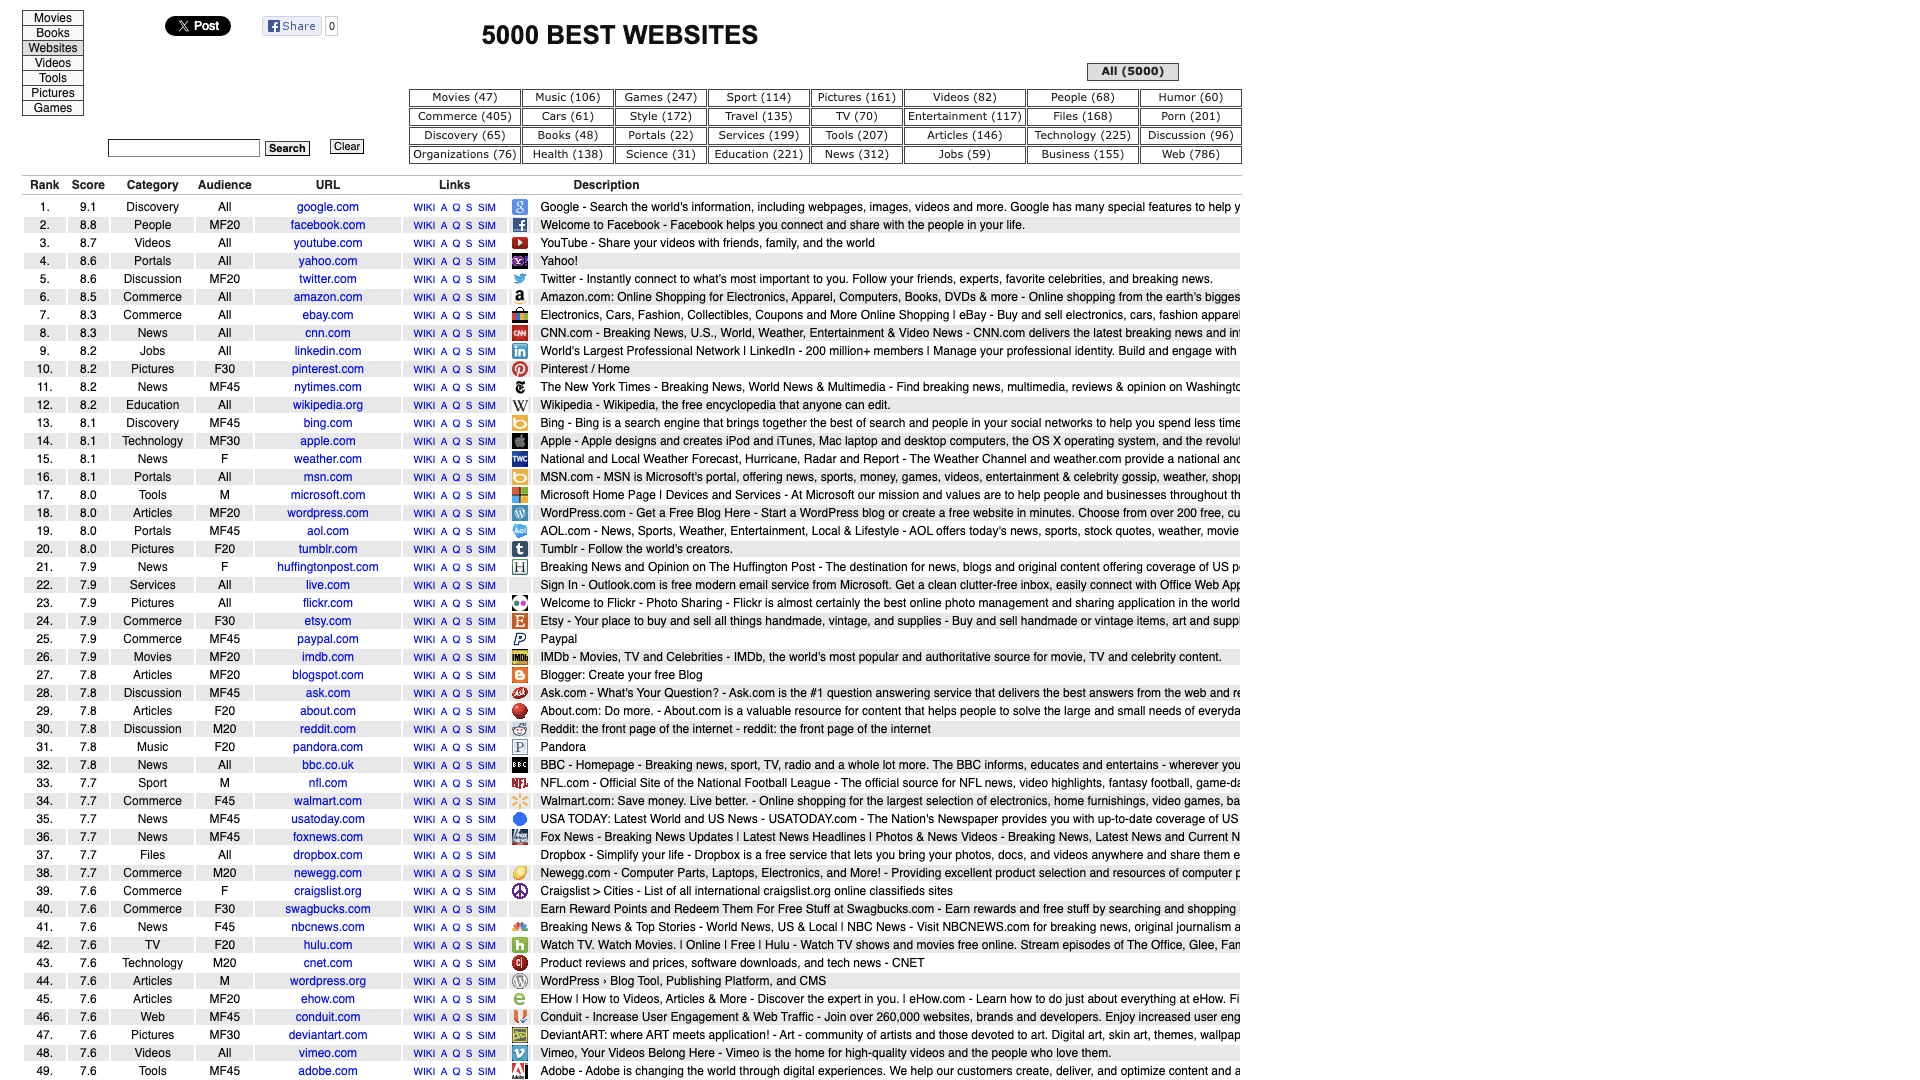 Movies
Books
Websites
Videos
Tools
Pictures
Games
Post
Share 0
5000 BEST WEBSITES
All (5000)
Movies (47) Music (106) Games (247) Sport (114) Pictures (161) Videos (82) People (68) Humor (60)
Commerce (405) Cars (61) Style (172) Travel (135) TV (70) Entertainment (117) Files (168) Porn (201)
Discovery (65) Books (48) Portals (22) Services (199) Tools (207) Articles (146) Technology (225) Discussion (96)
Organizations (76) Health (138) Science (31) Education (221) News (312) Jobs (59) Business (155) Web (786)
Search Clear
Rank Score Category Audience URL Links Description
1. 9.1 Discovery All google.com WIKI A Q S SIM Google - Search the world's information, including webpages, images, videos and more. Google has many special features to help y
2. 8.8 People MF20 facebook.com WIKI A Q S SIM Welcome to Facebook - Facebook helps you connect and share with the people in your life.
3. 8.7 Videos All youtube.com WIKI A Q S SIM YouTube - Share your videos with friends, family, and the world
4. 8.6 Portals All yahoo.com WIKI A Q S SIM Yahoo!
5. 8.6 Discussion MF20 twitter.com WIKI A Q S SIM Twitter - Instantly connect to what's most important to you. Follow your friends, experts, favorite celebrities, and breaking news.
6. 8.5 Commerce All amazon.com WIKI A Q S SIM Amazon.com: Online Shopping for Electronics, Apparel, Computers, Books, DVDs & more - Online shopping from the earth's bigges
7. 8.3 Commerce All ebay.com WIKI A Q S SIM Electronics, Cars, Fashion, Collectibles, Coupons and More Online Shopping | eBay - Buy and sell electronics, cars, fashion apparel
8. 8.3 News All cnn.com WIKI A Q S SIM CNN.com - Breaking News, U.S., World, Weather, Entertainment & Video News - CNN.com delivers the latest breaking news and in
9. 8.2 Jobs All linkedin.com WIKI A Q S SIM World's Largest Professional Network | LinkedIn - 200 million+ members | Manage your professional identity. Build and engage with
10. 8.2 Pictures F30 pinterest.com WIKI A Q S SIM Pinterest / Home
11. 8.2 News MF45 nytimes.com WIKI A Q S SIM The New York Times - Breaking News, World News & Multimedia - Find breaking news, multimedia, reviews & opinion on Washingto
12. 8.2 Education All wikipedia.org WIKI A Q S SIM Wikipedia - Wikipedia, the free encyclopedia that anyone can edit.
13. 8.1 Discovery MF45 bing.com WIKI A Q S SIM Bing - Bing is a search engine that brings together the best of search and people in your social networks to help you spend less time
14. 8.1 Technology MF30 apple.com WIKI A Q S SIM Apple - Apple designs and creates iPod and iTunes, Mac laptop and desktop computers, the OS X operating system, and the revolut
15. 8.1 News F weather.com WIKI A Q S SIM National and Local Weather Forecast, Hurricane, Radar and Report - The Weather Channel and weather.com provide a national and
16. 8.1 Portals All msn.com WIKI A Q S SIM MSN.com - MSN is Microsoft's portal, offering news, sports, money, games, videos, entertainment & celebrity gossip, weather, shopp
17. 8.0 Tools M microsoft.com WIKI A Q S SIM Microsoft Home Page | Devices and Services - At Microsoft our mission and values are to help people and businesses throughout th
18. 8.0 Articles MF20 wordpress.com WIKI A Q S SIM WordPress.com - Get a Free Blog Here - Start a WordPress blog or create a free website in minutes. Choose from over 200 free, cu
19. 8.0 Portals MF45 aol.com WIKI A Q S SIM AOL.com - News, Sports, Weather, Entertainment, Local & Lifestyle - AOL offers today's news, sports, stock quotes, weather, movie
20. 8.0 Pictures F20 tumblr.com WIKI A Q S SIM Tumblr - Follow the world's creators.
21. 7.9 News F huffingtonpost.com WIKI A Q S SIM Breaking News and Opinion on The Huffington Post - The destination for news, blogs and original content offering coverage of US p
22. 7.9 Services All live.com WIKI A Q S SIM Sign In - Outlook.com is free modern email service from Microsoft. Get a clean clutter-free inbox, easily connect with Office Web App
23. 7.9 Pictures All flickr.com WIKI A Q S SIM Welcome to Flickr - Photo Sharing - Flickr is almost certainly the best online photo management and sharing application in the world
24. 7.9 Commerce F30 etsy.com WIKI A Q S SIM Etsy - Your place to buy and sell all things handmade, vintage, and supplies - Buy and sell handmade or vintage items, art and suppl
25. 7.9 Commerce MF45 paypal.com WIKI A Q S SIM Paypal
26. 7.9 Movies MF20 imdb.com WIKI A Q S SIM IMDb - Movies, TV and Celebrities - IMDb, the world's most popular and authoritative source for movie, TV and celebrity content.
27. 7.8 Articles MF20 blogspot.com WIKI A Q S SIM Blogger: Create your free Blog
28. 7.8 Discussion MF45 ask.com WIKI A Q S SIM Ask.com - What's Your Question? - Ask.com is the #1 question answering service that delivers the best answers from the web and re
29. 7.8 Articles F20 about.com WIKI A Q S SIM About.com: Do more. - About.com is a valuable resource for content that helps people to solve the large and small needs of everyda
30. 7.8 Discussion M20 reddit.com WIKI A Q S SIM Reddit: the front page of the internet - reddit: the front page of the internet
31. 7.8 Music F20 pandora.com WIKI A Q S SIM Pandora
32. 7.8 News All bbc.co.uk WIKI A Q S SIM BBC - Homepage - Breaking news, sport, TV, radio and a whole lot more. The BBC informs, educates and entertains - wherever you
33. 7.7 Sport M nfl.com WIKI A Q S SIM NFL.com - Official Site of the National Football League - The official source for NFL news, video highlights, fantasy football, game-da
34. 7.7 Commerce F45 walmart.com WIKI A Q S SIM Walmart.com: Save money. Live better. - Online shopping for the largest selection of electronics, home furnishings, video games, ba
35. 7.7 News MF45 usatoday.com WIKI A Q S SIM USA TODAY: Latest World and US News - USATODAY.com - The Nation's Newspaper provides you with up-to-date coverage of US
36. 7.7 News MF45 foxnews.com WIKI A Q S SIM Fox News - Breaking News Updates | Latest News Headlines | Photos & News Videos - Breaking News, Latest News and Current N
37. 7.7 Files All dropbox.com WIKI A Q S SIM Dropbox - Simplify your life - Dropbox is a free service that lets you bring your photos, docs, and videos anywhere and share them e
38. 7.7 Commerce M20 newegg.com WIKI A Q S SIM Newegg.com - Computer Parts, Laptops, Electronics, and More! - Providing excellent product selection and resources of computer p
39. 7.6 Commerce F craigslist.org WIKI A Q S SIM Craigslist > Cities - List of all international craigslist.org online classifieds sites
40. 7.6 Commerce F30 swagbucks.com WIKI A Q S SIM Earn Reward Points and Redeem Them For Free Stuff at Swagbucks.com - Earn rewards and free stuff by searching and shopping
41. 7.6 News F45 nbcnews.com WIKI A Q S SIM Breaking News & Top Stories - World News, US & Local | NBC News - Visit NBCNEWS.com for breaking news, original journalism a
42. 7.6 TV F20 hulu.com WIKI A Q S SIM Watch TV. Watch Movies. | Online | Free | Hulu - Watch TV shows and movies free online. Stream episodes of The Office, Glee, Fam
43. 7.6 Technology M20 cnet.com WIKI A Q S SIM Product reviews and prices, software downloads, and tech news - CNET
44. 7.6 Articles M wordpress.org WIKI A Q S SIM WordPress › Blog Tool, Publishing Platform, and CMS
45. 7.6 Articles MF20 ehow.com WIKI A Q S SIM EHow | How to Videos, Articles & More - Discover the expert in you. | eHow.com - Learn how to do just about everything at eHow. Fi
46. 7.6 Web MF45 conduit.com WIKI A Q S SIM Conduit - Increase User Engagement & Web Traffic - Join over 260,000 websites, brands and developers. Enjoy increased user eng
47. 7.6 Pictures MF30 deviantart.com WIKI A Q S SIM DeviantART: where ART meets application! - Art - community of artists and those devoted to art. Digital art, skin art, themes, wallpap
48. 7.6 Videos All vimeo.com WIKI A Q S SIM Vimeo, Your Videos Belong Here - Vimeo is the home for high-quality videos and the people who love them.
49. 7.6 Tools MF45 adobe.com WIKI A Q S SIM Adobe - Adobe is changing the world through digital experiences. We help our customers create, deliver, and optimize content and a